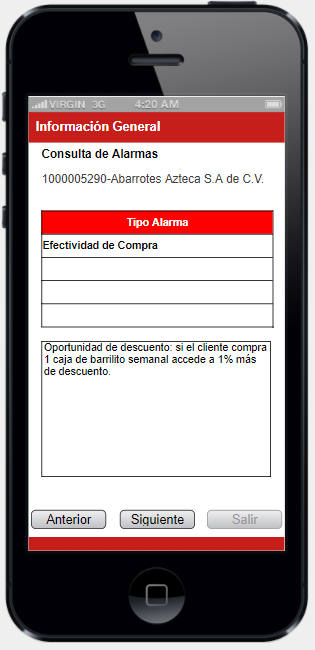 VIRGIN 3G 4:20 AM
Información General
Consulta de Alarmas
1000005290-Abarrotes Azteca S.A de C.V.
Tipo Alarma
Efectividad de Compra
Oportunidad de descuento: si el cliente compra
1 caja de barrilito semanal accede a 1% más
de descuento.
Anterior Siguiente Salir